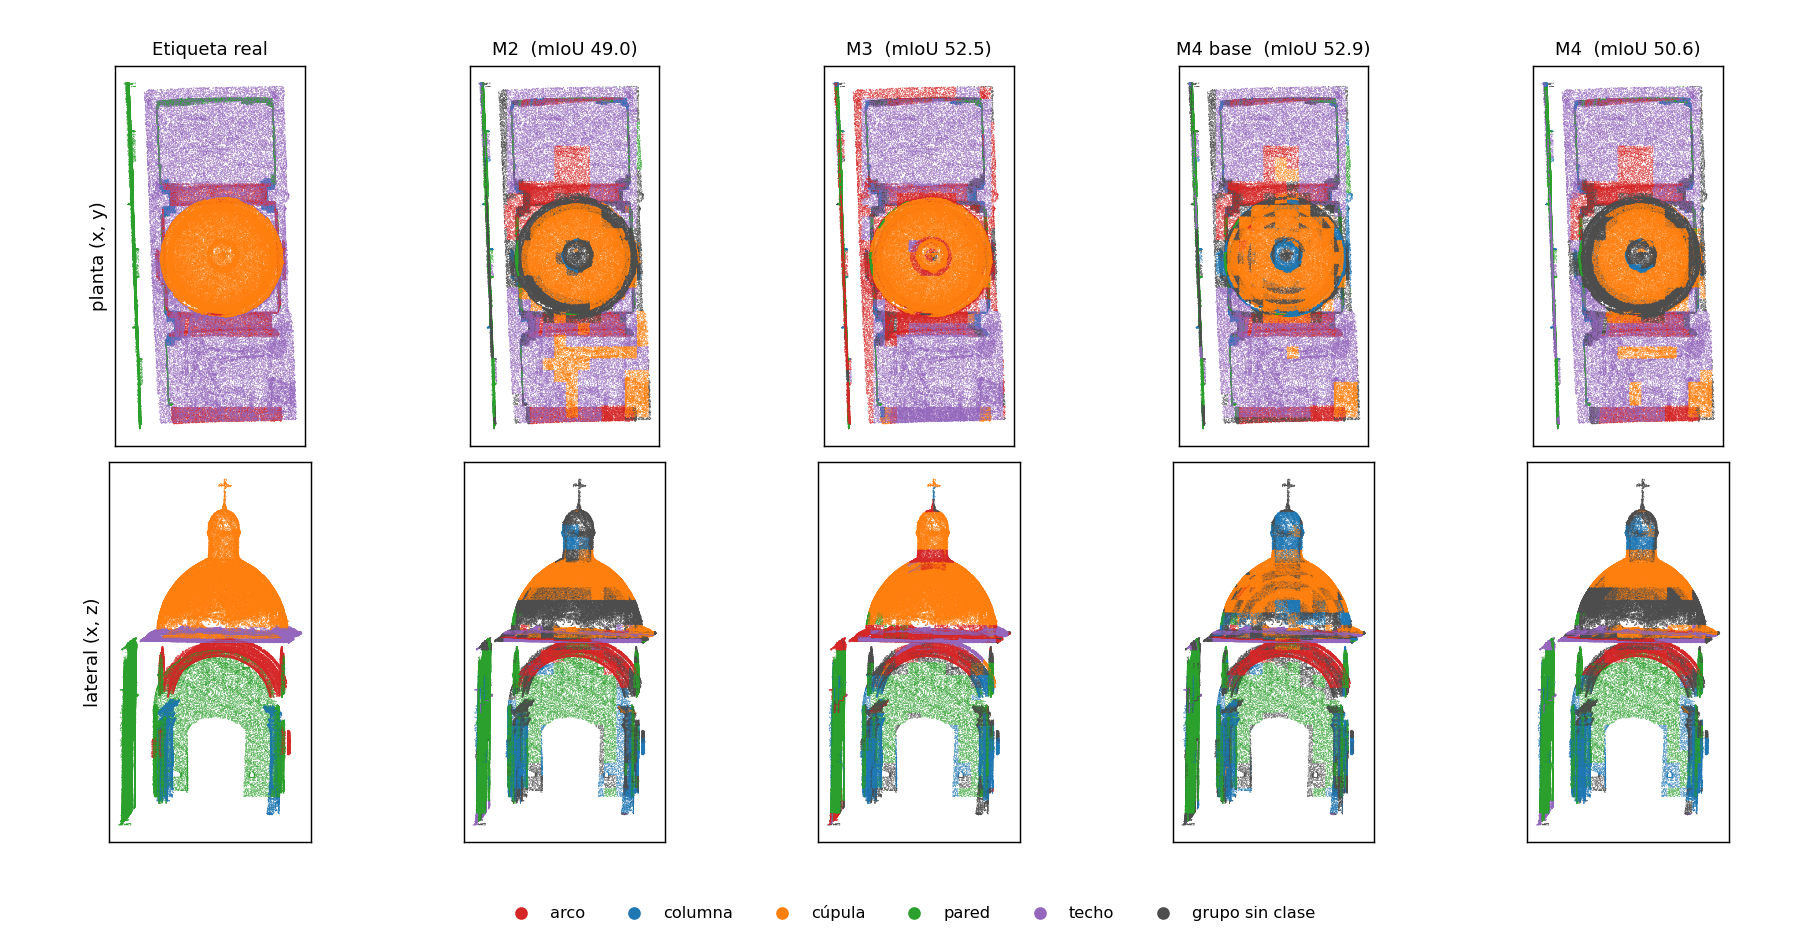 Etiqueta real
M2 (mIoU 49.0)
M3 (mIoU 52.5)
M4 base (mIoU 52.9)
M4 (mIoU 50.6)
planta (x, y)
lateral (x, z)
arco
columna
cúpula
pared
techo
grupo sin clase